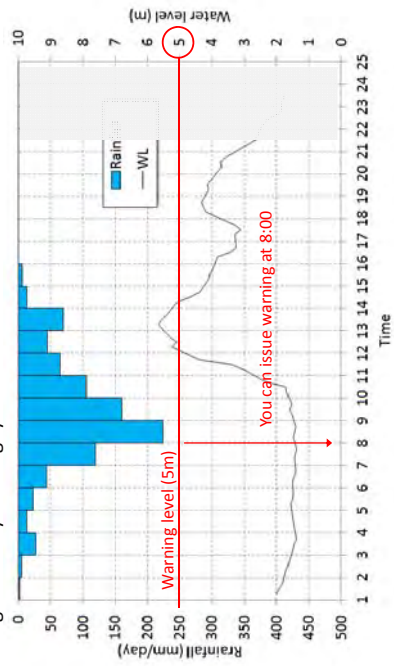 Water level (m)
10 9 8 7 6 5 4 3 2 1 0
1 2 3 4 5 6 7 8 9 10 11 12 13 14 15 16 17 18 19 20 21 22 23 24 25
Time
0 50 100 150 200 250 300 350 400 450 500
Rrainfall(mm/day)
Rain
WL
Warning level (5m)
You can issue warning at 8:00